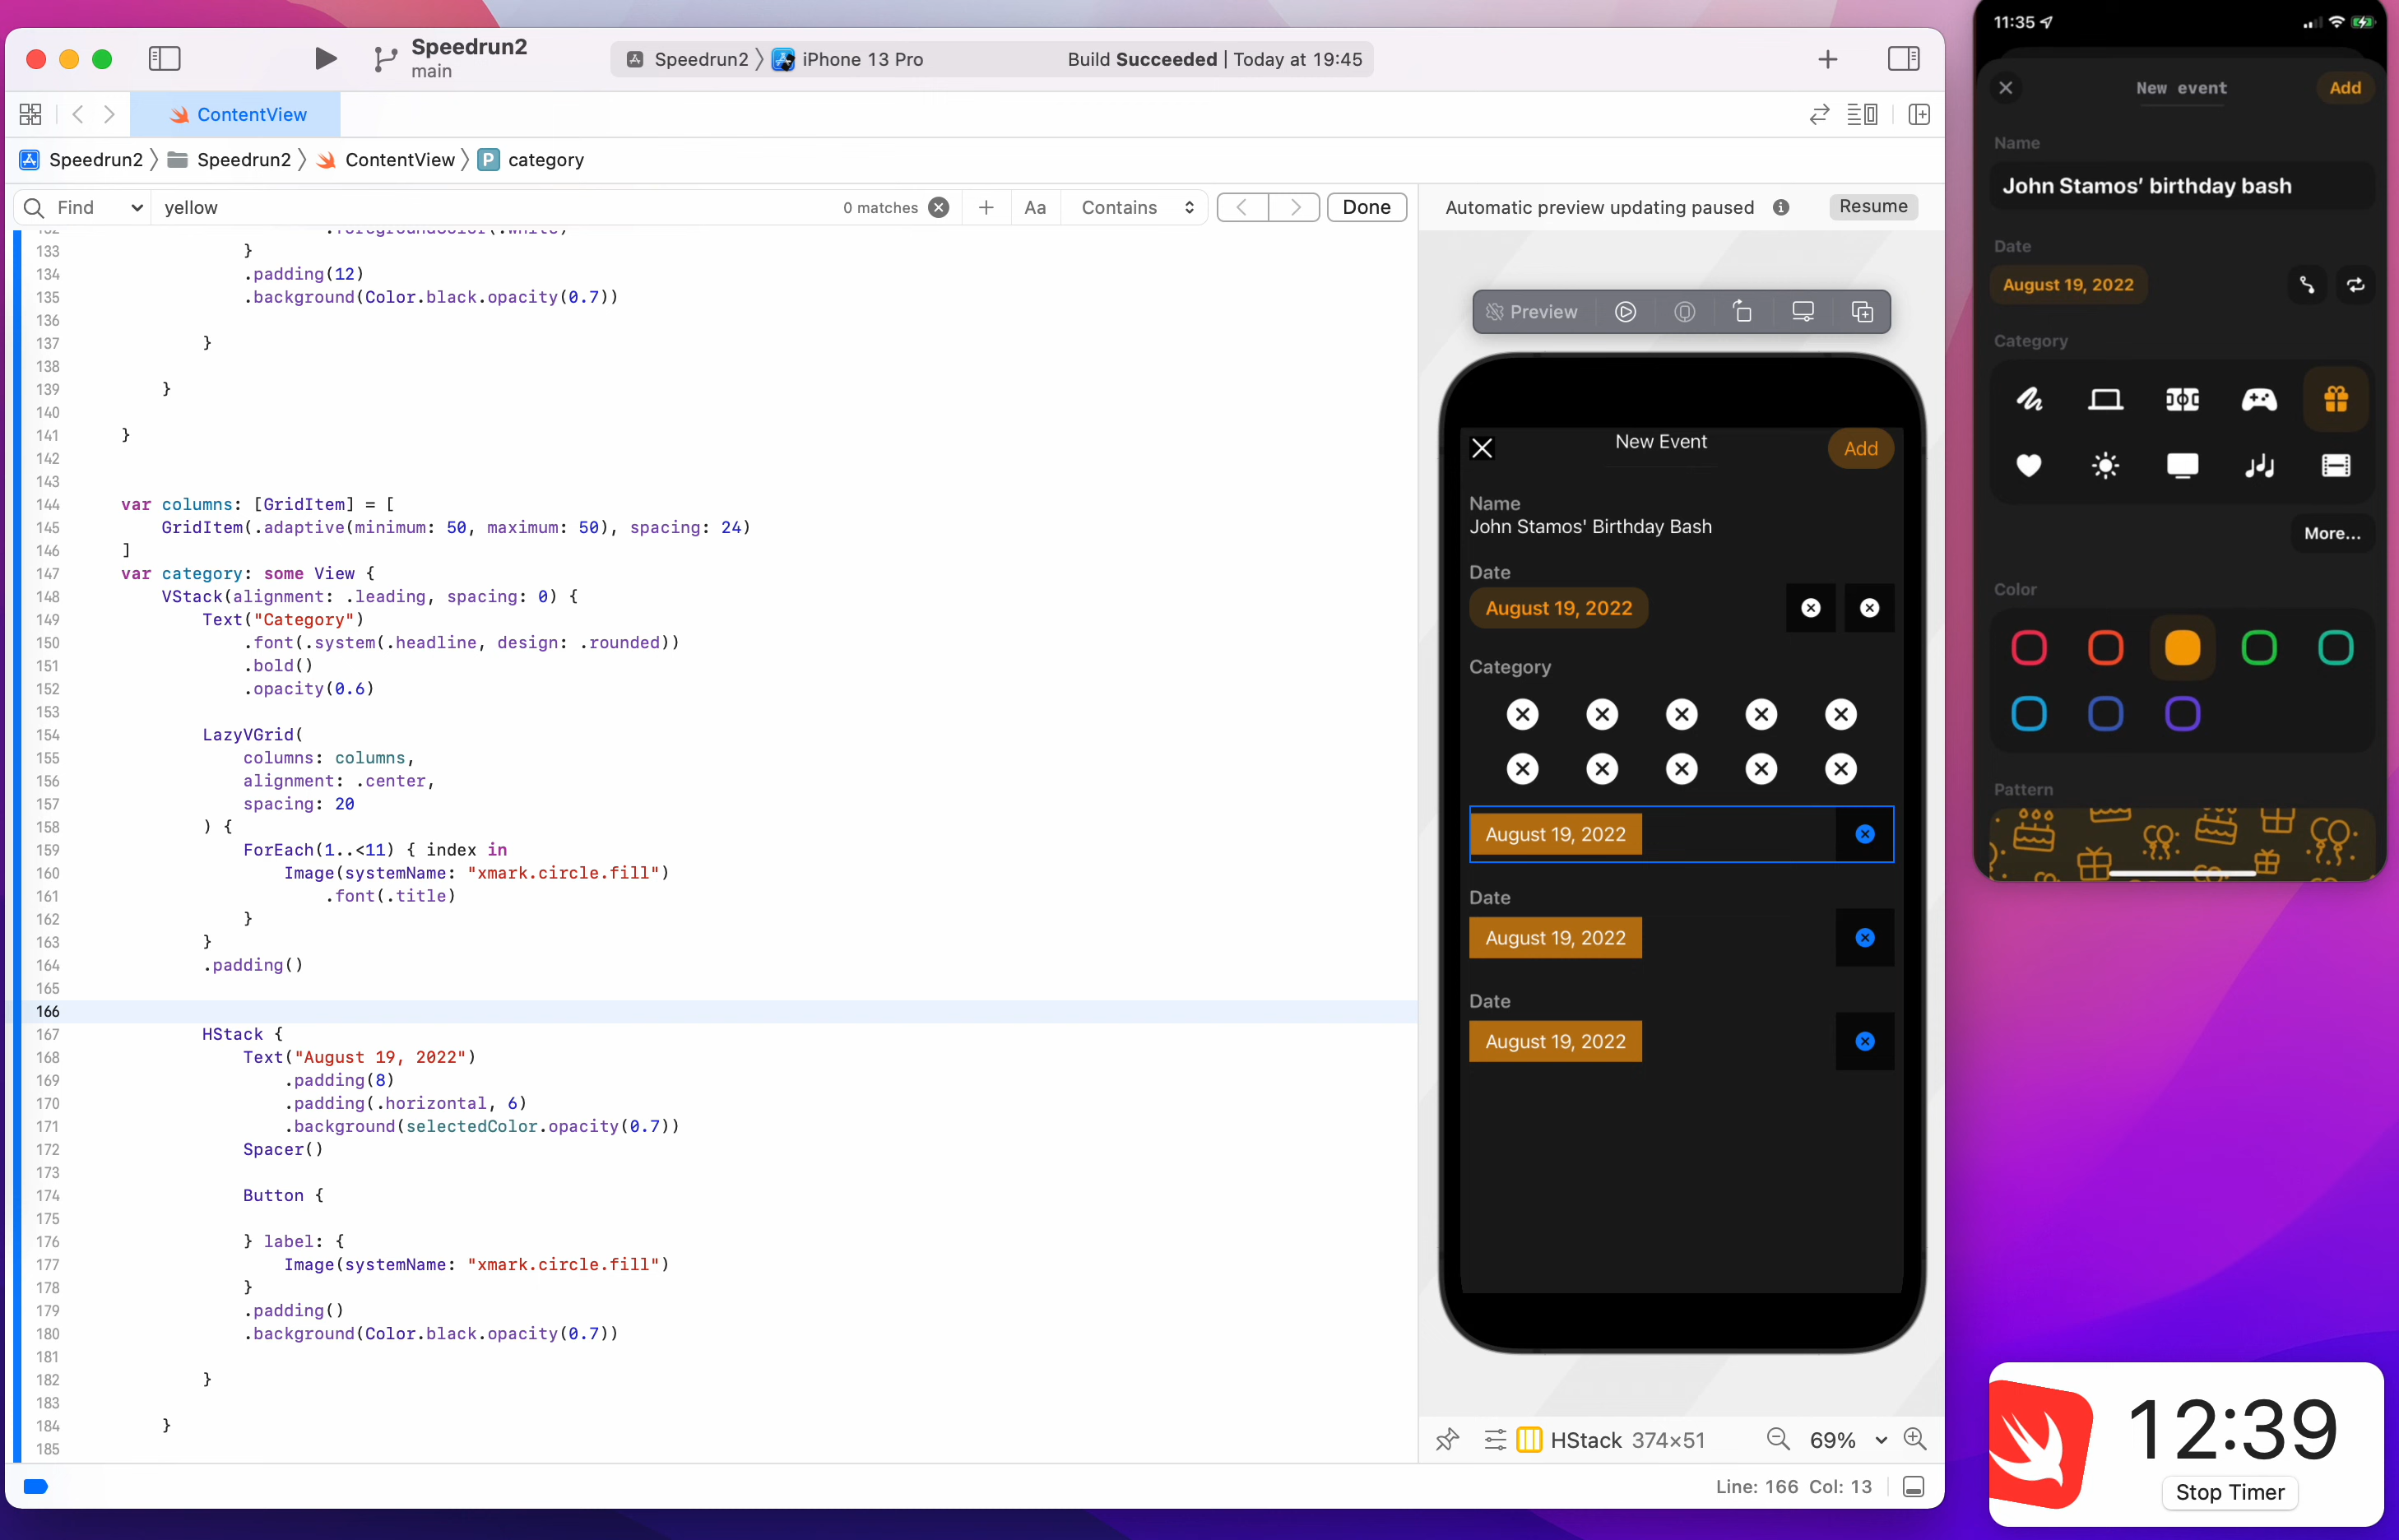 Speedrun2
main
Speedrun2 〉 iPhone 13 Pro
Build Succeeded | Today at 19:45
ContentView
Speedrun2 〉 Speedrun2 〉 ContentView 〉 P category
Find yellow 0 matches Aa Contains Done
133 }
134 .padding(12)
135 .background(Color.black.opacity(0.7))
136
137 }
138
139 }
140
141 }
142
143
144 var columns: [GridItem] = [
145 GridItem(.adaptive(minimum: 50, maximum: 50), spacing: 24)
146 ]
147 var category: some View {
148 VStack(alignment: .leading, spacing: 0) {
149 Text("Category")
150 .font(.system(.headline, design: .rounded))
151 .bold()
152 .opacity(0.6)
153
154 LazyVGrid(
155 columns: columns,
156 alignment: .center,
157 spacing: 20
158 ) {
159 ForEach(1..<11) { index in
160 Image(systemName: "xmark.circle.fill")
161 .font(.title)
162 }
163 }
164 .padding()
165
166
167 HStack {
168 Text("August 19, 2022")
169 .padding(8)
170 .padding(.horizontal, 6)
171 .background(selectedColor.opacity(0.7))
172 Spacer()
173
174 Button {
175
176 } label: {
177 Image(systemName: "xmark.circle.fill")
178 }
179 .padding()
180 .background(Color.black.opacity(0.7))
181
182 }
183
184 }
185
Automatic preview updating paused
Resume
Preview
New Event
Add
Name
John Stamos' Birthday Bash
Date
August 19, 2022
Category
August 19, 2022
Date
August 19, 2022
Date
August 19, 2022
HStack 374×51
69%
Line: 166 Col: 13
11:35
New event
Add
Name
John Stamos' birthday bash
Date
August 19, 2022
Category
More...
Color
Pattern
12:39
Stop Timer